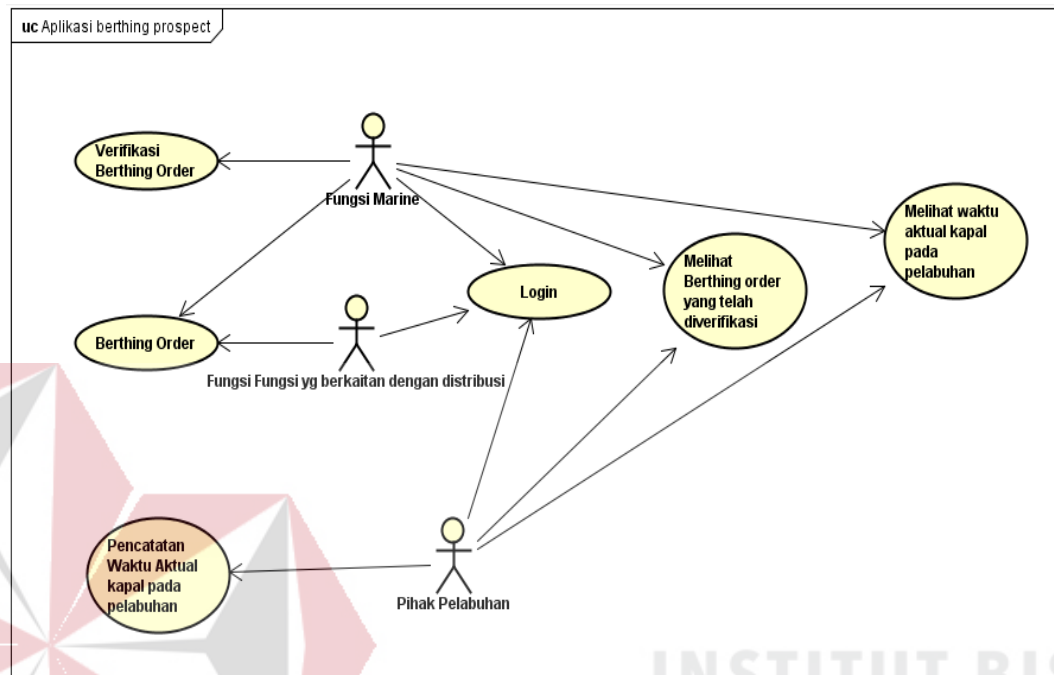 uc Aplikasi berthing prospect
Verifikasi
Berthing Order
Fungsi Marine
Melihat waktu
aktual kapal
pada
pelabuhan
Melihat
Berthing order
yang telah
diverifikasi
Login
Berthing Order
Fungsi Fungsi yg berkaitan dengan distribusi
Pencatatan
Waktu Aktual
kapal pada
pelabuhan
Pihak Pelabuhan
INSTITUT BIS